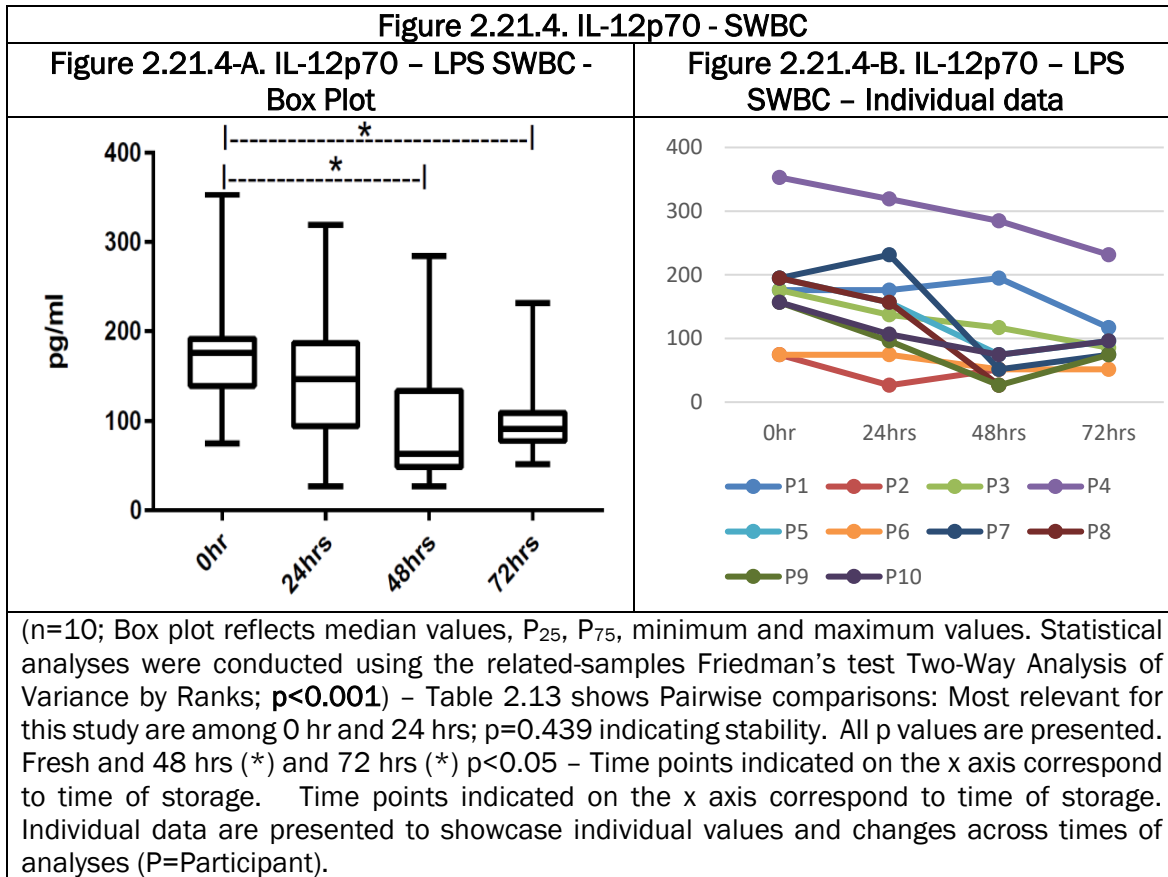 Figure 2.21.4. IL-12p70 - SWBC
Figure 2.21.4-A. IL-12p70 – LPS SWBC -
Box Plot
Figure 2.21.4-B. IL-12p70 – LPS
SWBC – Individual data
*
*
400
300
200
100
0
pg/ml
0hr
24hrs
48hrs
72hrs
400
300
200
100
0
0hr 24hrs 48hrs 72hrs
P1 P2 P3 P4
P5 P6 P7 P8
P9 P10
(n=10; Box plot reflects median values, P25, P75, minimum and maximum values. Statistical
analyses were conducted using the related-samples Friedman's test Two-Way Analysis of
Variance by Ranks; p<0.001) – Table 2.13 shows Pairwise comparisons: Most relevant for
this study are among 0 hr and 24 hrs; p=0.439 indicating stability. All p values are presented.
Fresh and 48 hrs (*) and 72 hrs (*) p<0.05 – Time points indicated on the x axis correspond
to time of storage. Time points indicated on the x axis correspond to time of storage.
Individual data are presented to showcase individual values and changes across times of
analyses (P=Participant).